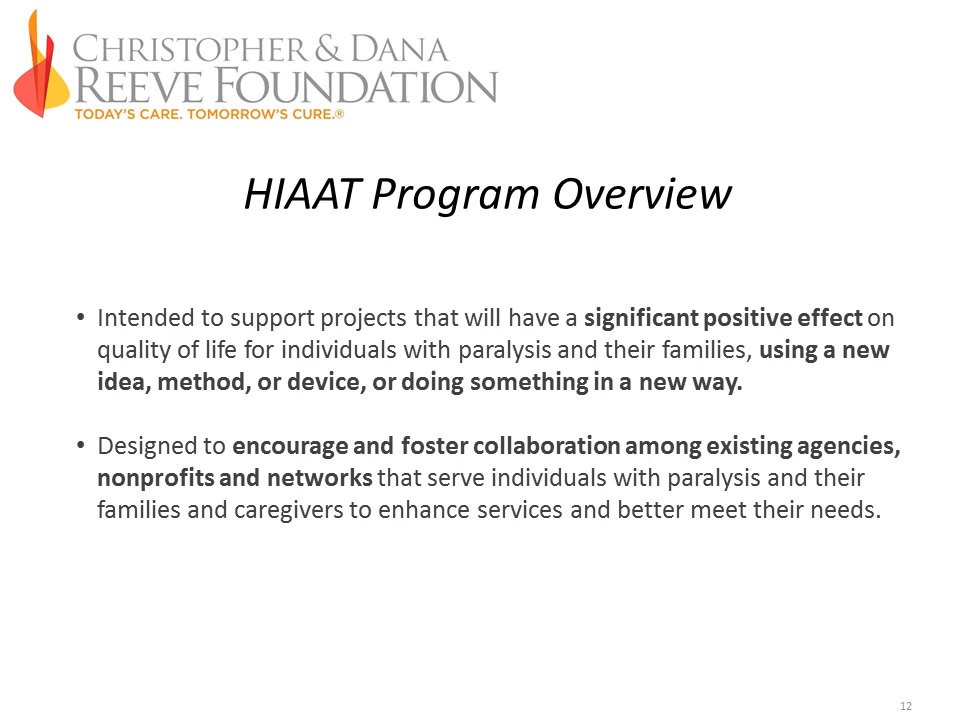 CHRISTOPHER & DANA
REEVE FOUNDATION
TODAY'S CARE. TOMORROW'S CURE.®
HIAAT Program Overview
• Intended to support projects that will have a significant positive effect on
quality of life for individuals with paralysis and their families, using a new
idea, method, or device, or doing something in a new way.
• Designed to encourage and foster collaboration among existing agencies,
nonprofits and networks that serve individuals with paralysis and their
families and caregivers to enhance services and better meet their needs.
12